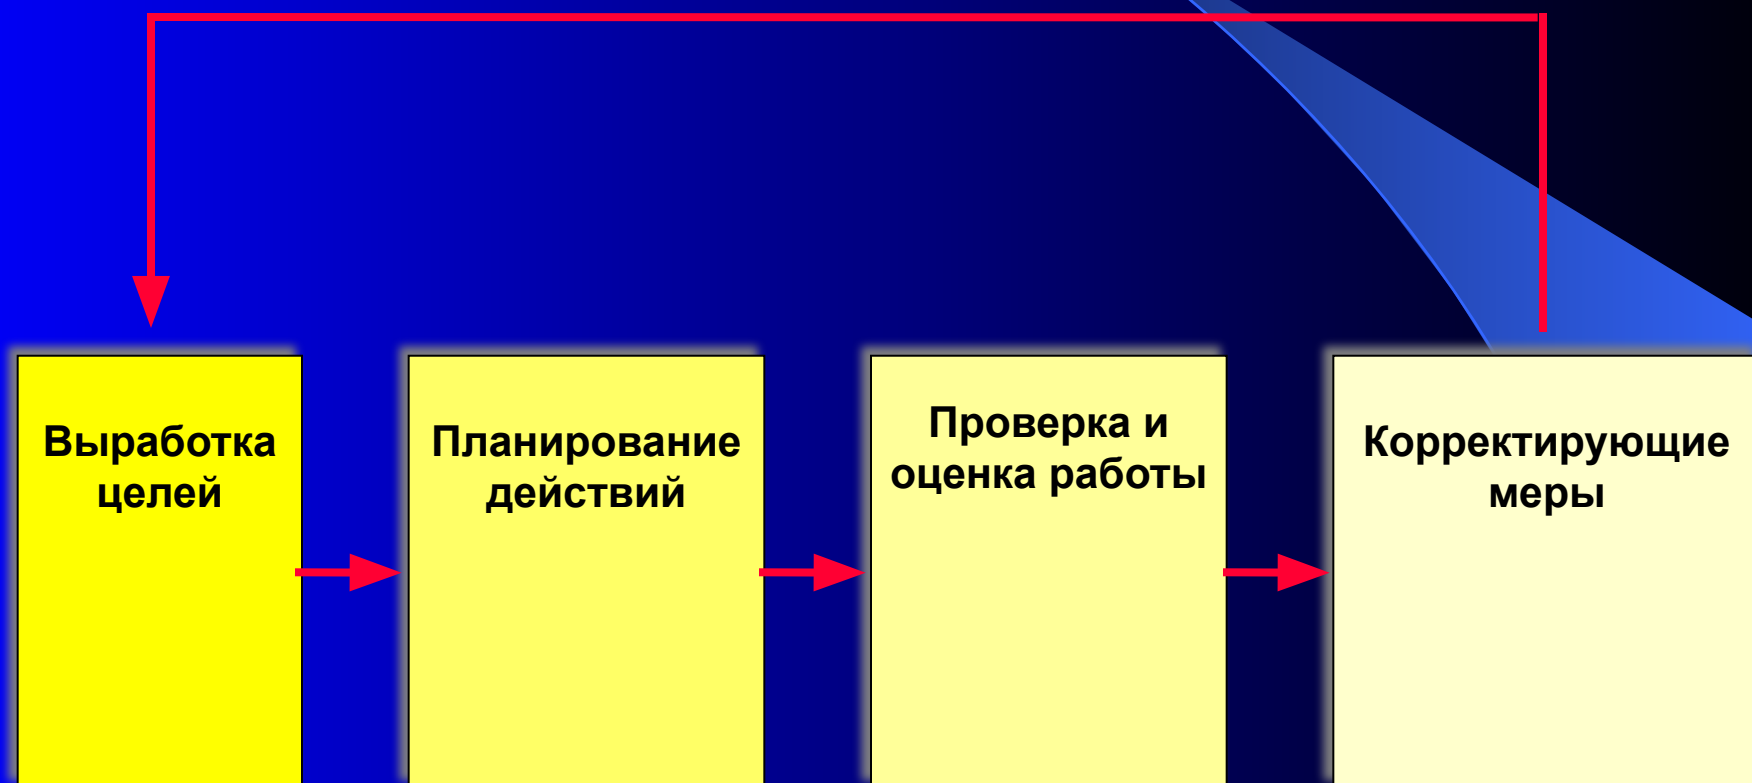 Выработка
целей
Планирование
действий
Проверка и
оценка работы
Корректирующие
меры